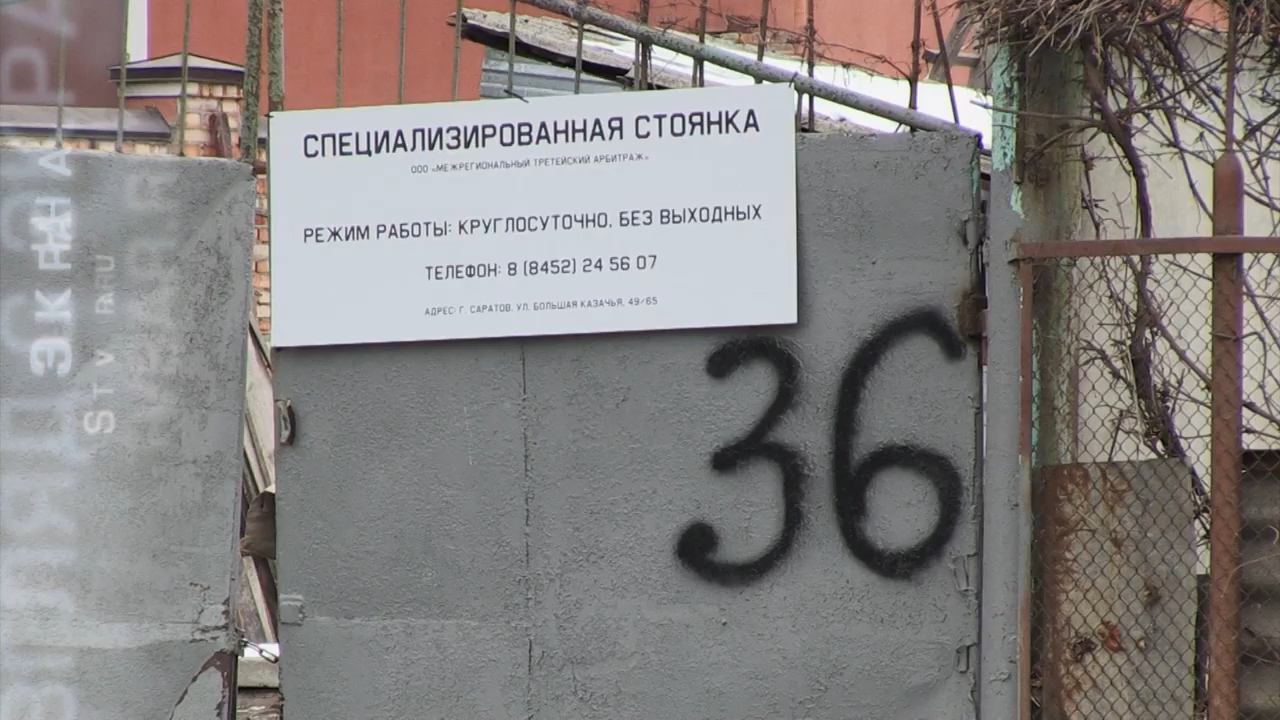 СПЕЦИАЛИЗИРОВАННАЯ СТОЯНКА
ООО «МЕЖРЕГИОНАЛЬНЫЙ ТРЕТЕЙСКИЙ АРБИТРАЖ»
РЕЖИМ РАБОТЫ: КРУГЛОСУТОЧНО, БЕЗ ВЫХОДНЫХ
ТЕЛЕФОН: 8 (8452) 24 56 07
АДРЕС: Г. САРАТОВ, УЛ. БОЛЬШАЯ КАЗАЧЬЯ, 49/65
36